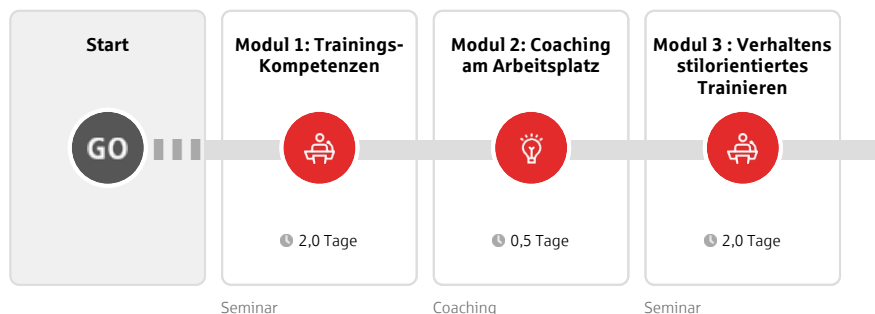 Start
GO
Modul 1: Trainings-
Kompetenzen
2,0 Tage
Seminar
Modul 2: Coaching
am Arbeitsplatz
0,5 Tage
Coaching
Modul 3 : Verhaltens
stilorientiertes
Trainieren
2,0 Tage
Seminar